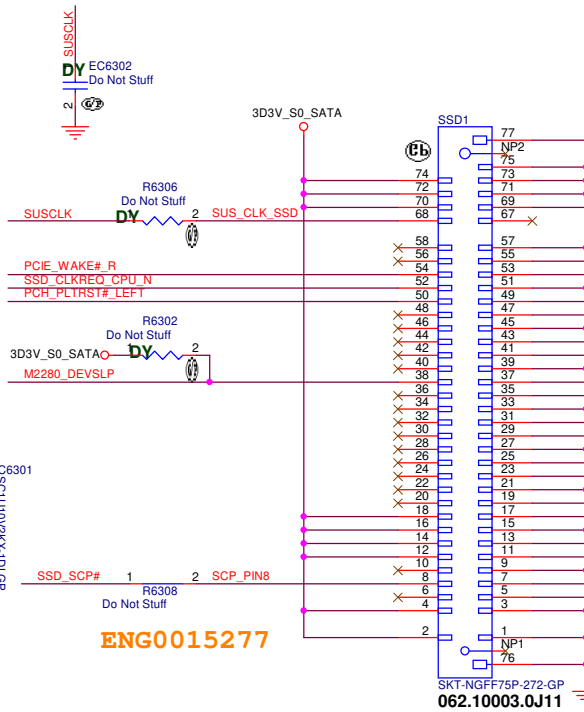 SUSCLK
DY
EC6302
Do Not Stuff
2
G/P
3D3V_S0_SATA
SSD1
77
NP2
75
74
73
72
71
R6306
Do Not Stuff
70
69
SUSCLK
DY
2
SUS_CLK_SSD
68
67
58
57
56
55
PCIE_WAKE#_R
54
53
SSD_CLKREQ_CPU_N
52
51
PCH_PLTRST#_LEFT
50
49
48
47
R6302
46
45
Do Not Stuff
44
43
3D3V_S0_SATA
DY
2
42
41
40
39
M2280_DEVSLP
38
37
36
35
34
33
32
31
30
29
28
27
26
25
24
23
22
21
20
19
18
17
16
15
14
13
12
11
10
9
SSD_SCP#
1
2
SCP_PIN8
8
7
R6308
Do Not Stuff
6
5
4
3
ENG0015277
2
1
NP1
76
SKT-NGFF75P-272-GP
062.10003.0J11